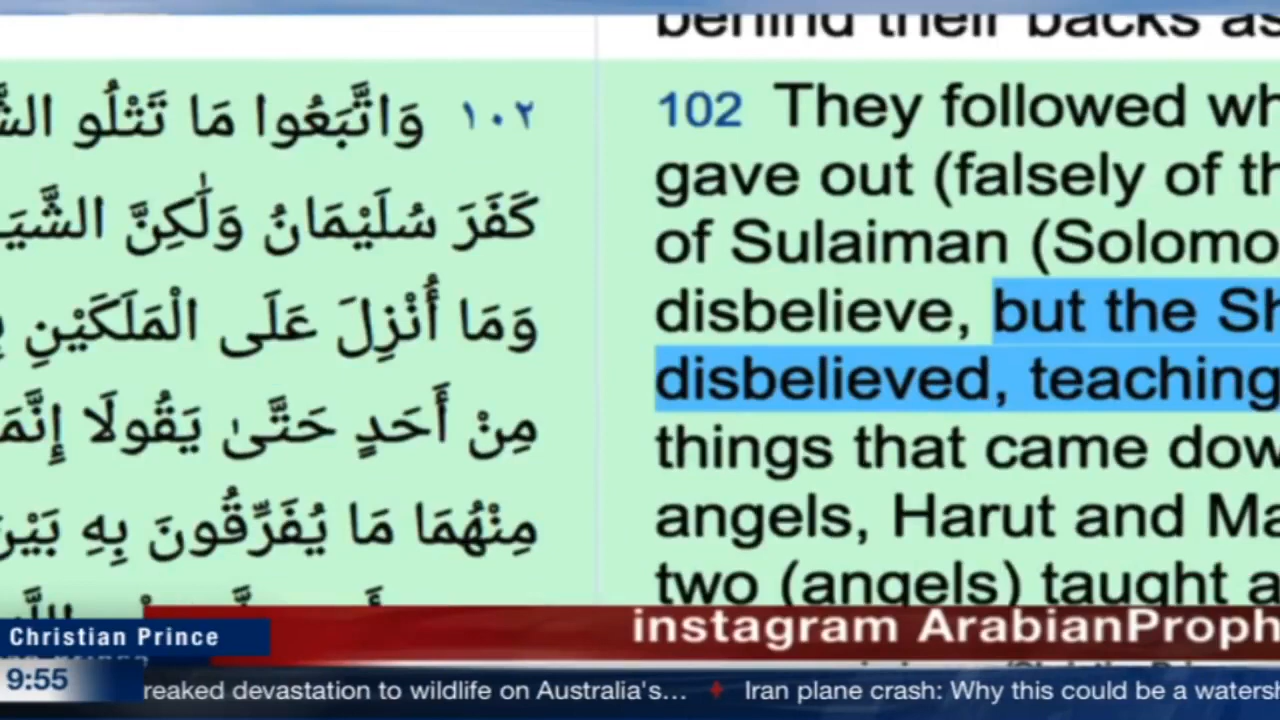 behind their backs as
١٠٢ وَاتَّبَعُوا مَا تَتْلُو
كَفَرَ سُلَيْمَانُ وَلَٰكِنَّ
وَمَا أُنْزِلَ عَلَى الْمَلَكَيْنِ
مِنْ أَحَدٍ حَتَّىٰ يَقُولَا
مِنْهُمَا مَا يُفَرِّقُونَ بِهِ بَيْنَ
102 They followed wh
gave out (falsely of th
of Sulaiman (Solomo
disbelieve, but the Sh
disbelieved, teaching
things that came dow
angels, Harut and Ma
two (angels) taught a
instagram ArabianProph
Christian Prince
9:55
reaked devastation to wildlife on Australia's... Iran plane crash: Why this could be a watersh